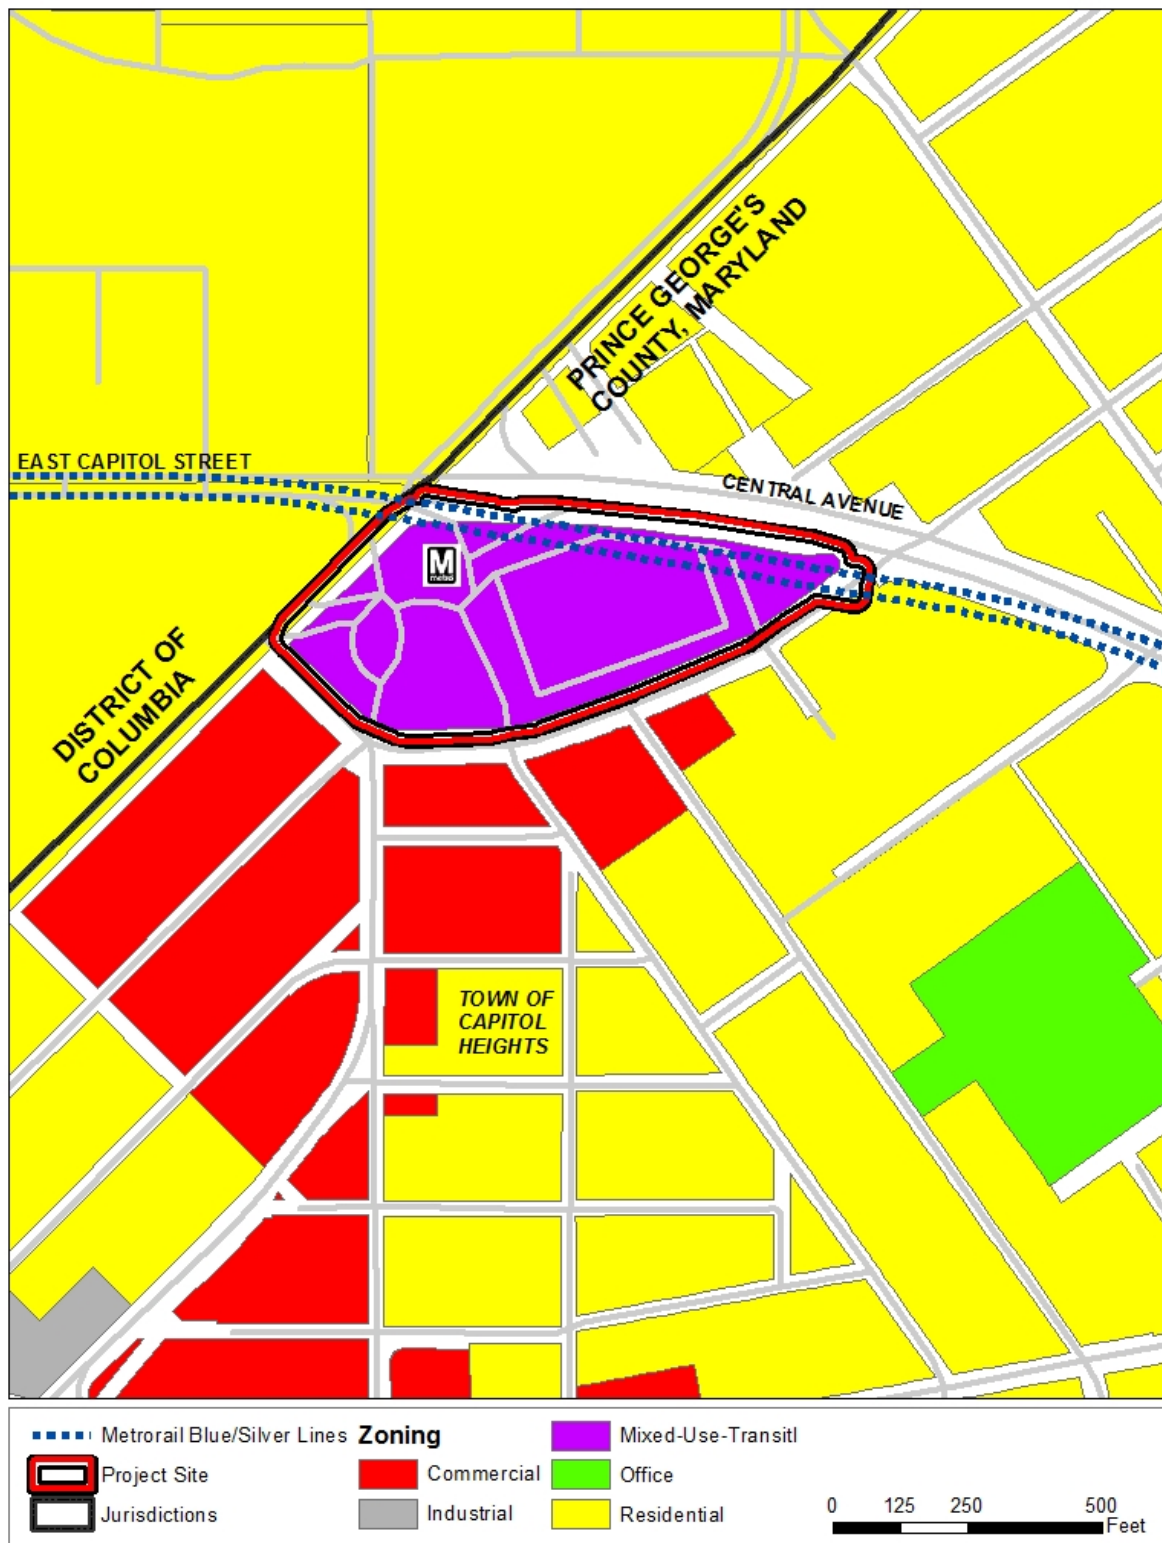 PRINCE GEORGE'S
COUNTY, MARYLAND
EAST CAPITOL STREET
CENTRAL AVENUE
M
metro
DISTRICT OF
COLUMBIA
TOWN OF
CAPITOL
HEIGHTS
Metrorail Blue/Silver Lines
Project Site
Jurisdictions
Zoning
Commercial
Industrial
Mixed-Use-Transitl
Office
Residential
0 125 250 500
Feet